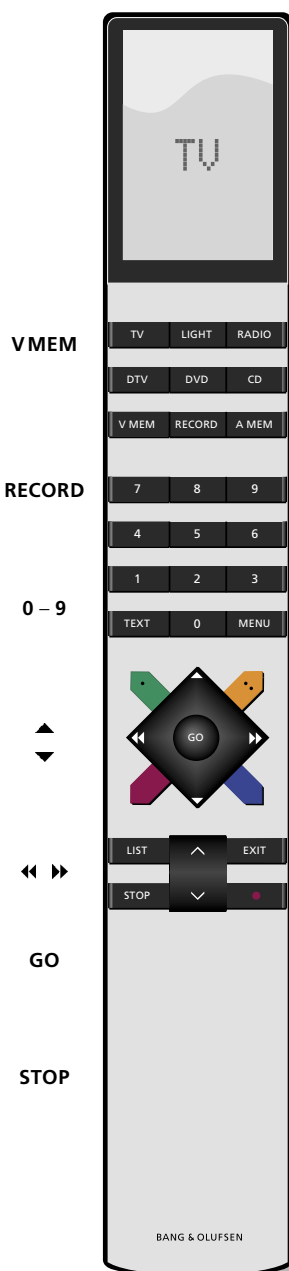 TV
V MEM
TV LIGHT RADIO
DTV DVD CD
V MEM RECORD A MEM
RECORD
7 8 9
4 5 6
1 2 3
0 – 9
TEXT 0 MENU
GO
LIST EXIT
STOP
GO
STOP
BANG & OLUFSEN